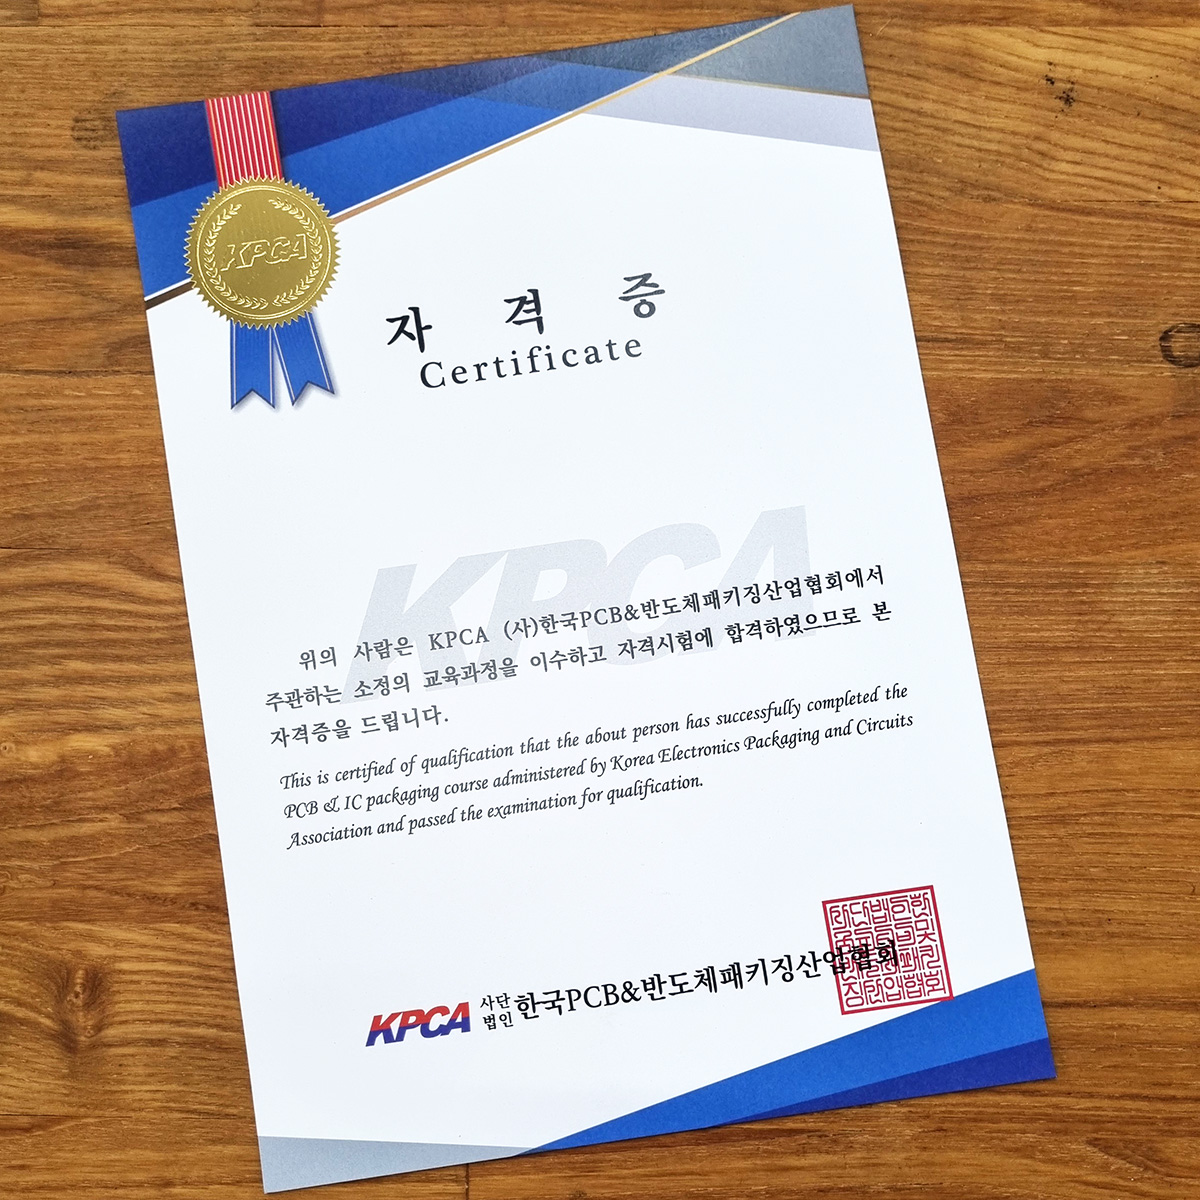 KPCA
자 격 증
Certificate
KPCA
위의 사람은 KPCA (사)한국PCB&반도체패키징산업협회에서
주관하는 소정의 교육과정을 이수하고 자격시험에 합격하였으므로 본
자격증을 드립니다.
This is certified of qualification that the about person has successfully completed the
PCB & IC packaging course administered by Korea Electronics Packaging and Circuits
Association and passed the examination for qualification.
KPCA 사단법인 한국PCB&반도체패키징산업협회